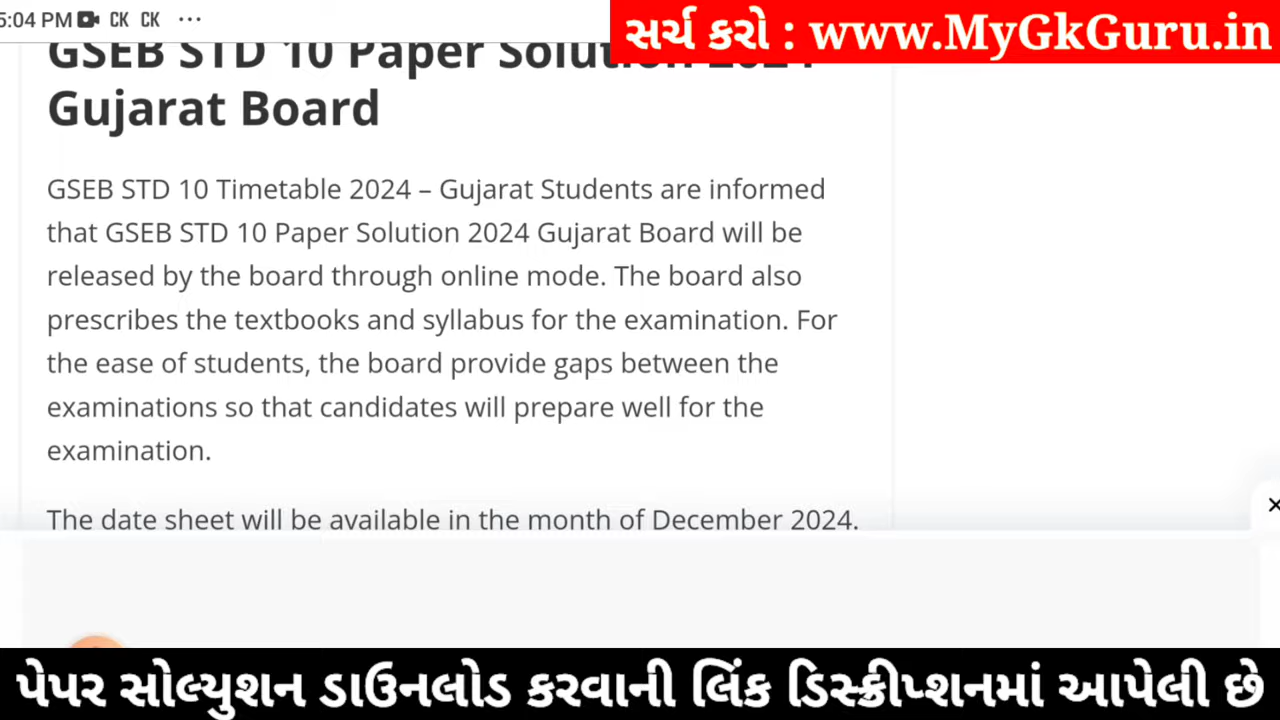 5:04 PM CK CK ...
સર્ચ કરો : www.MyGkGuru.in
GSEB STD 10 Paper Solution 2024
Gujarat Board
GSEB STD 10 Timetable 2024 – Gujarat Students are informed
that GSEB STD 10 Paper Solution 2024 Gujarat Board will be
released by the board through online mode. The board also
prescribes the textbooks and syllabus for the examination. For
the ease of students, the board provide gaps between the
examinations so that candidates will prepare well for the
examination.
The date sheet will be available in the month of December 2024.
પેપર સોલ્યુશન ડાઉનલોડ કરવાની લિંક ડિસ્ક્રીપ્શનમાં આપેલી છે